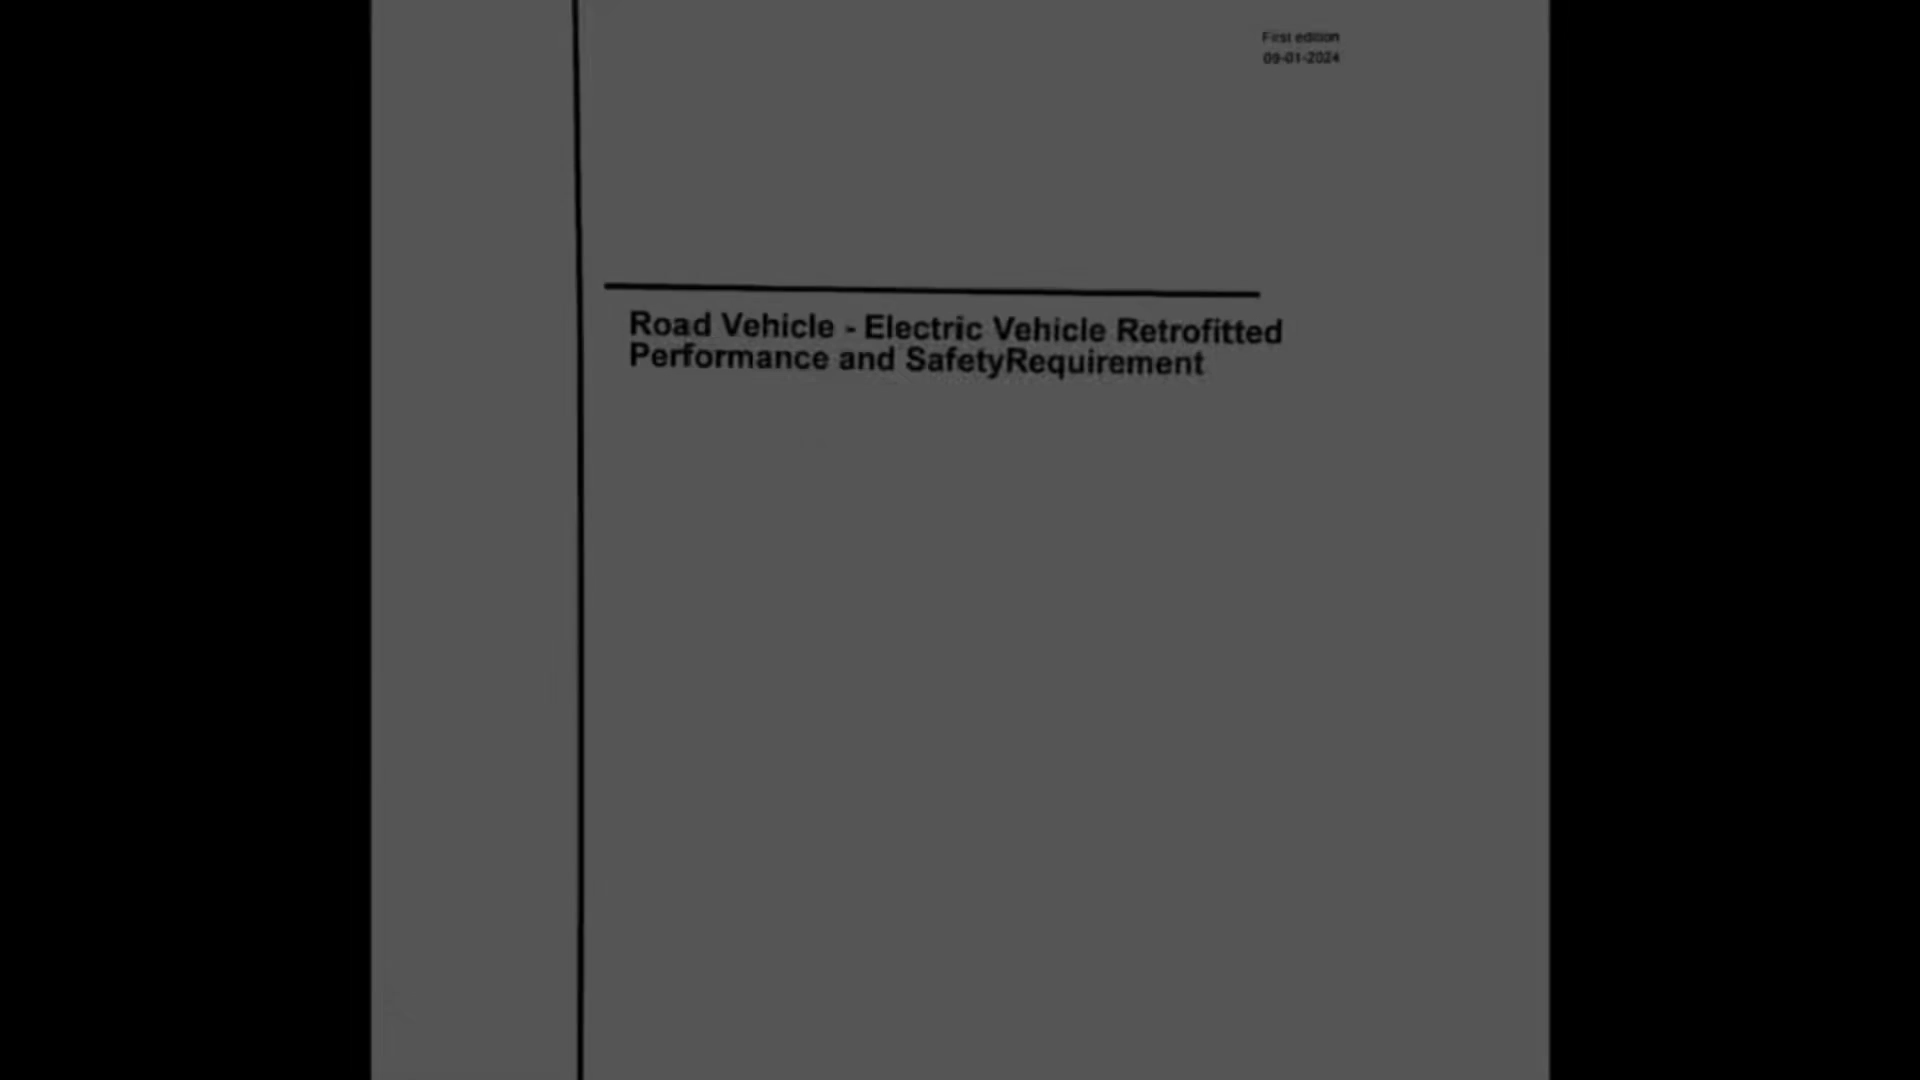 First edition
09-01-2024
Road Vehicle - Electric Vehicle Retrofitted
Performance and SafetyRequirement